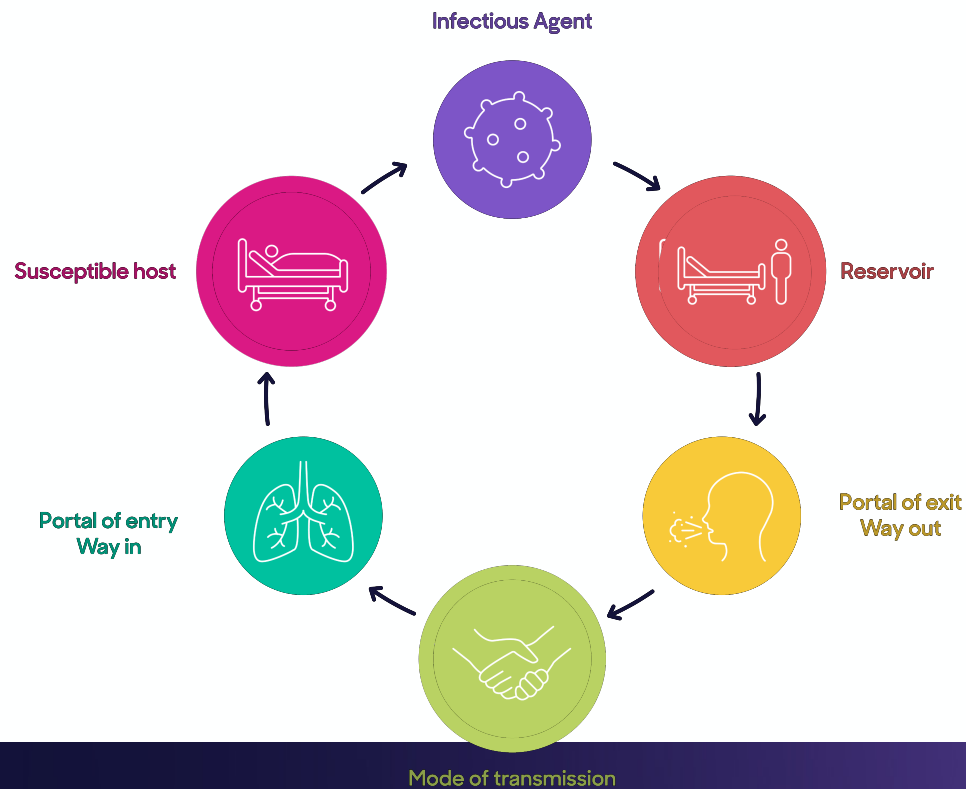 Infectious Agent
Susceptible host
Reservoir
Portal of exit
Way out
Portal of entry
Way in
Mode of transmission